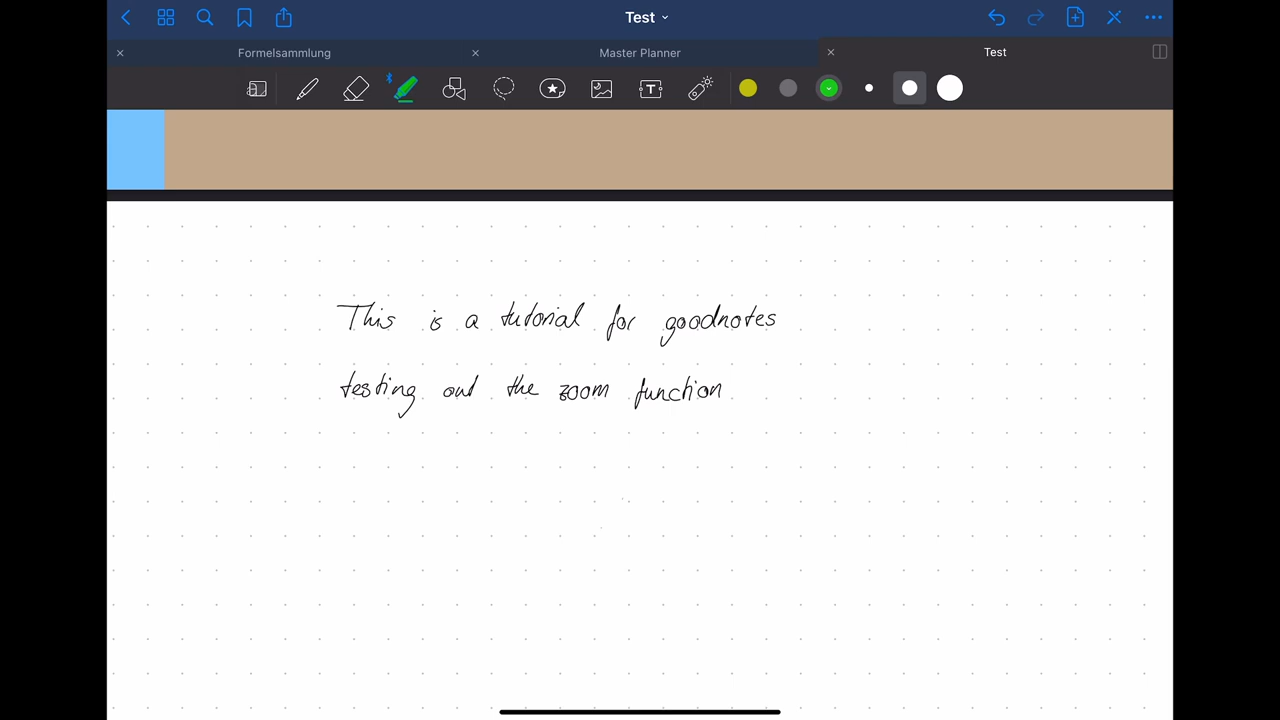 Test
Formelsammlung
Master Planner
Test
T
This is a tutorial for goodnotes
testing out the zoom function